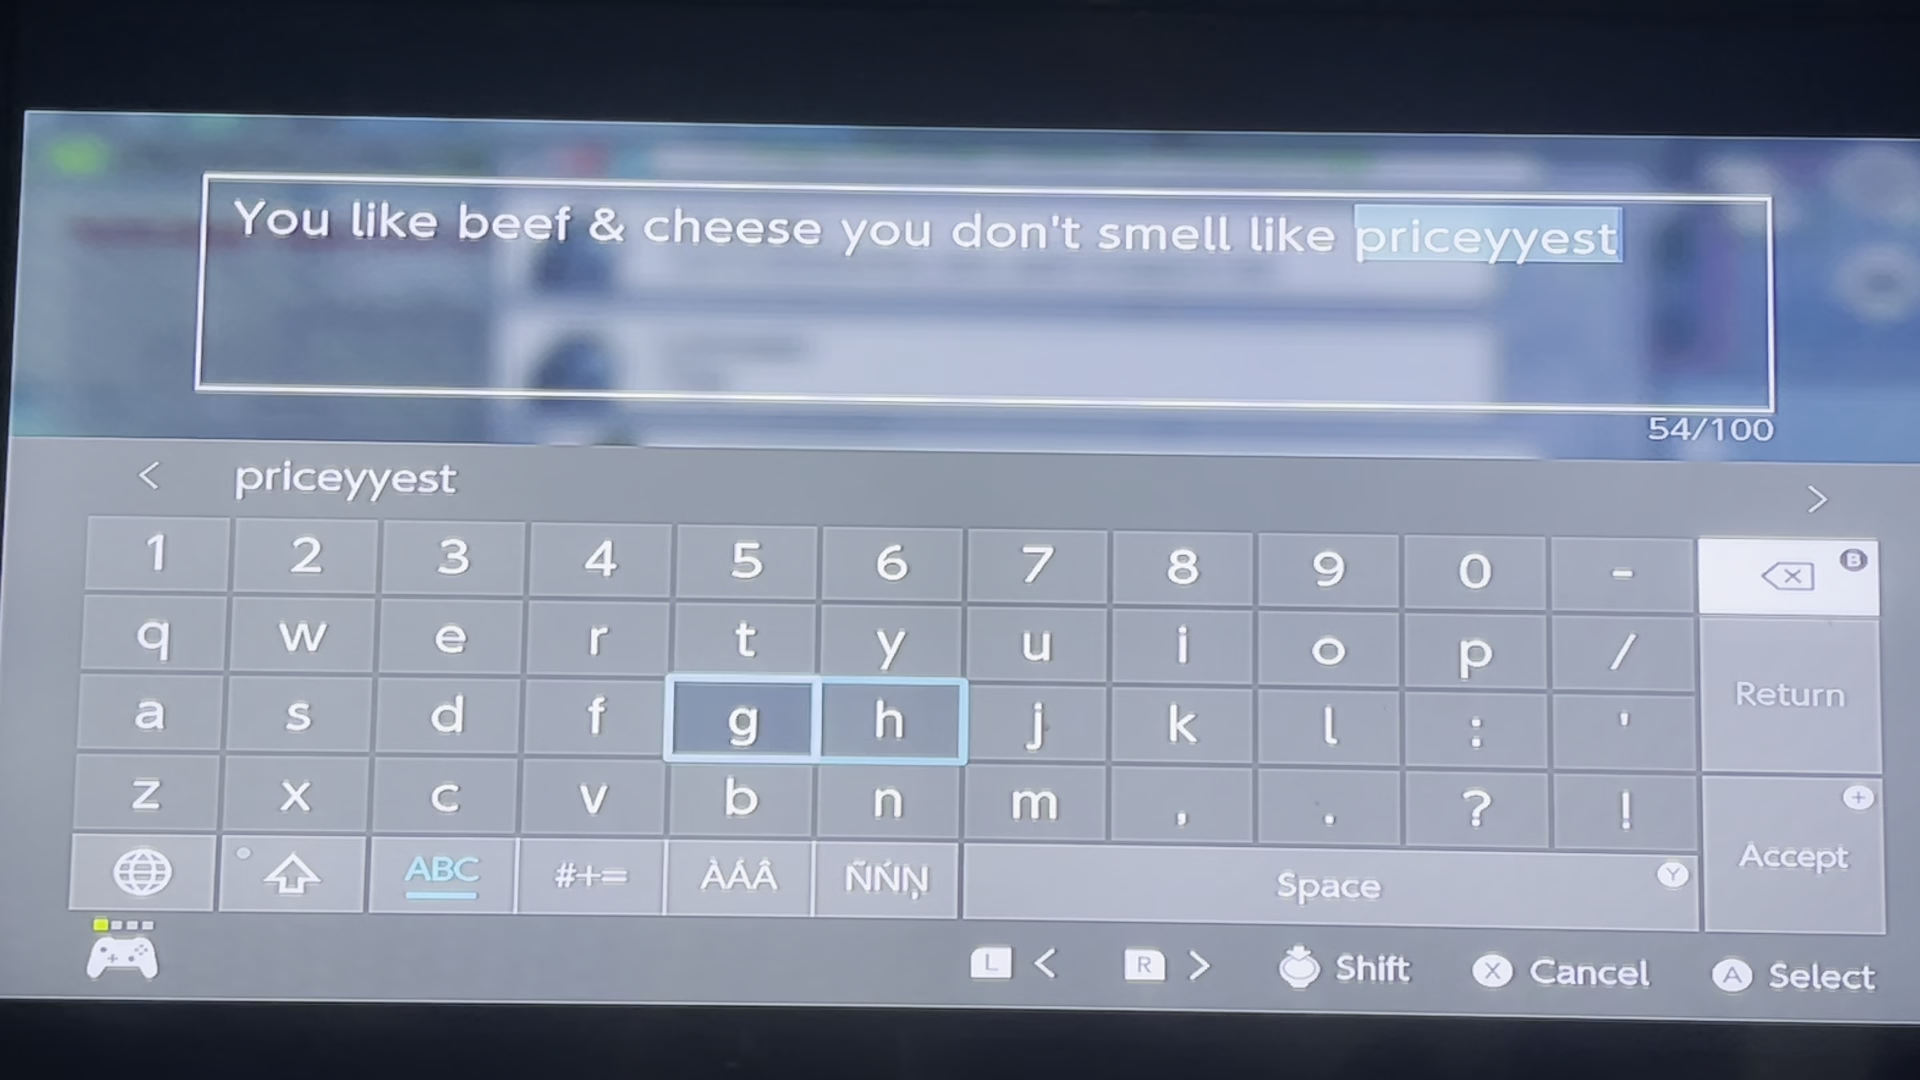 You like beef & cheese you don't smell like priceyyest
54/100
< priceyyest >
1 2 3 4 5 6 7 8 9 0 - B
q w e r t y u i o p /
Return
a s d f g h j k l : '
z x c v b n m , . ? !
+
Accept
ABC #+= ÀÁÂ ÑŃŅ Space Y
L < R > Shift X Cancel A Select